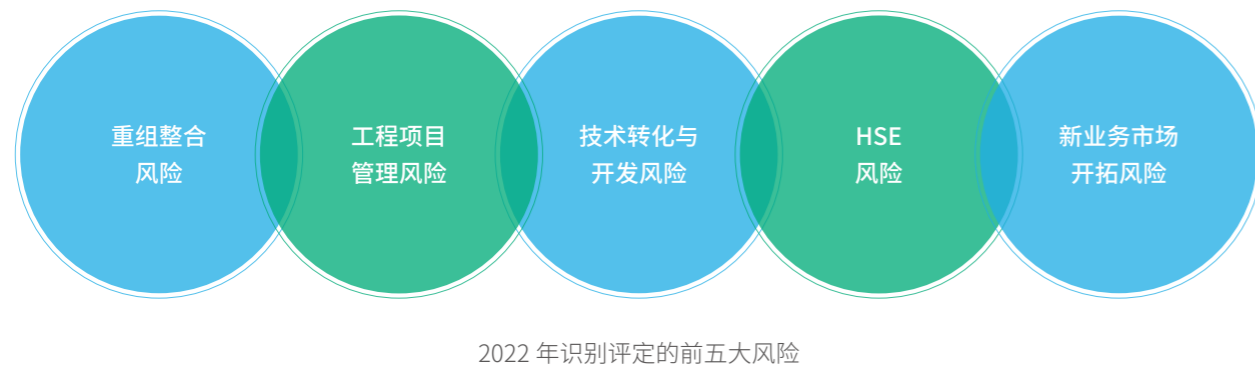 重组整合
风险
工程项目
管理风险
技术转化与
开发风险
HSE
风险
新业务市场
开拓风险
2022 年识别评定的前五大风险